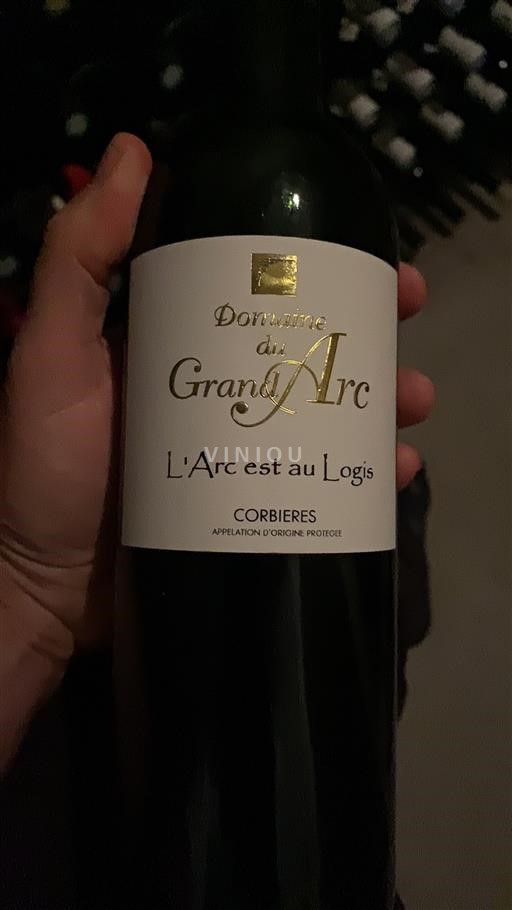 Domaine
du
Grand Arc
VINIOU
L'Arc est au Logis
CORBIERES
APPELATION D'ORIGINE PROTEGEE